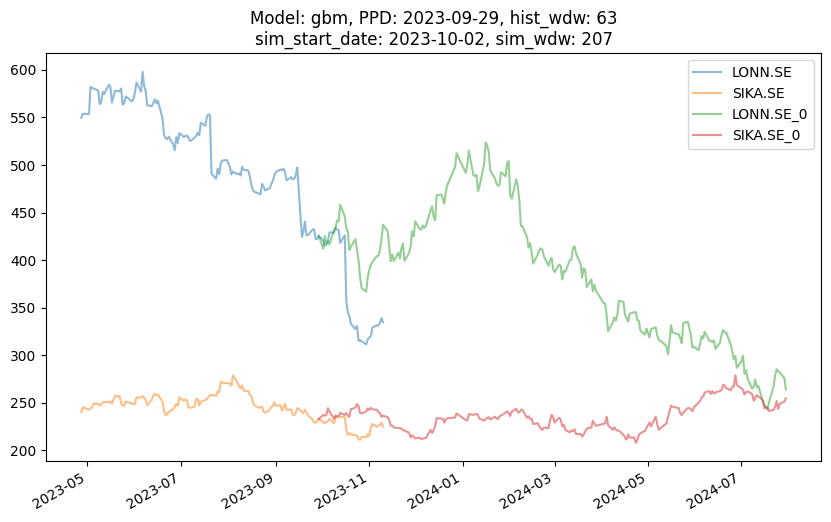 Model: gbm, PPD: 2023-09-29, hist_wdw: 63
sim_start_date: 2023-10-02, sim_wdw: 207
LONN.SE
SIKA.SE
LONN.SE_0
SIKA.SE_0
600
550
500
450
400
350
300
250
200
2023-05
2023-07
2023-09
2023-11
2024-01
2024-03
2024-05
2024-07